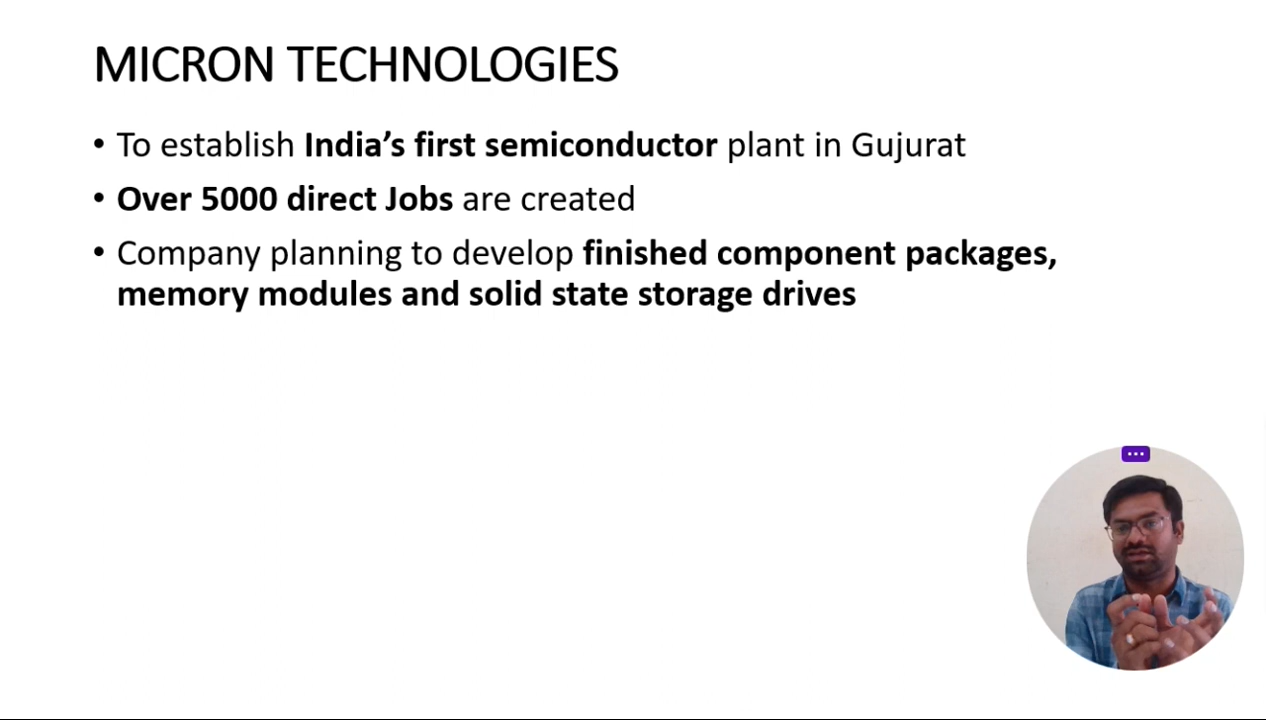 MICRON TECHNOLOGIES
• To establish India's first semiconductor plant in Gujurat
• Over 5000 direct Jobs are created
• Company planning to develop finished component packages,
memory modules and solid state storage drives